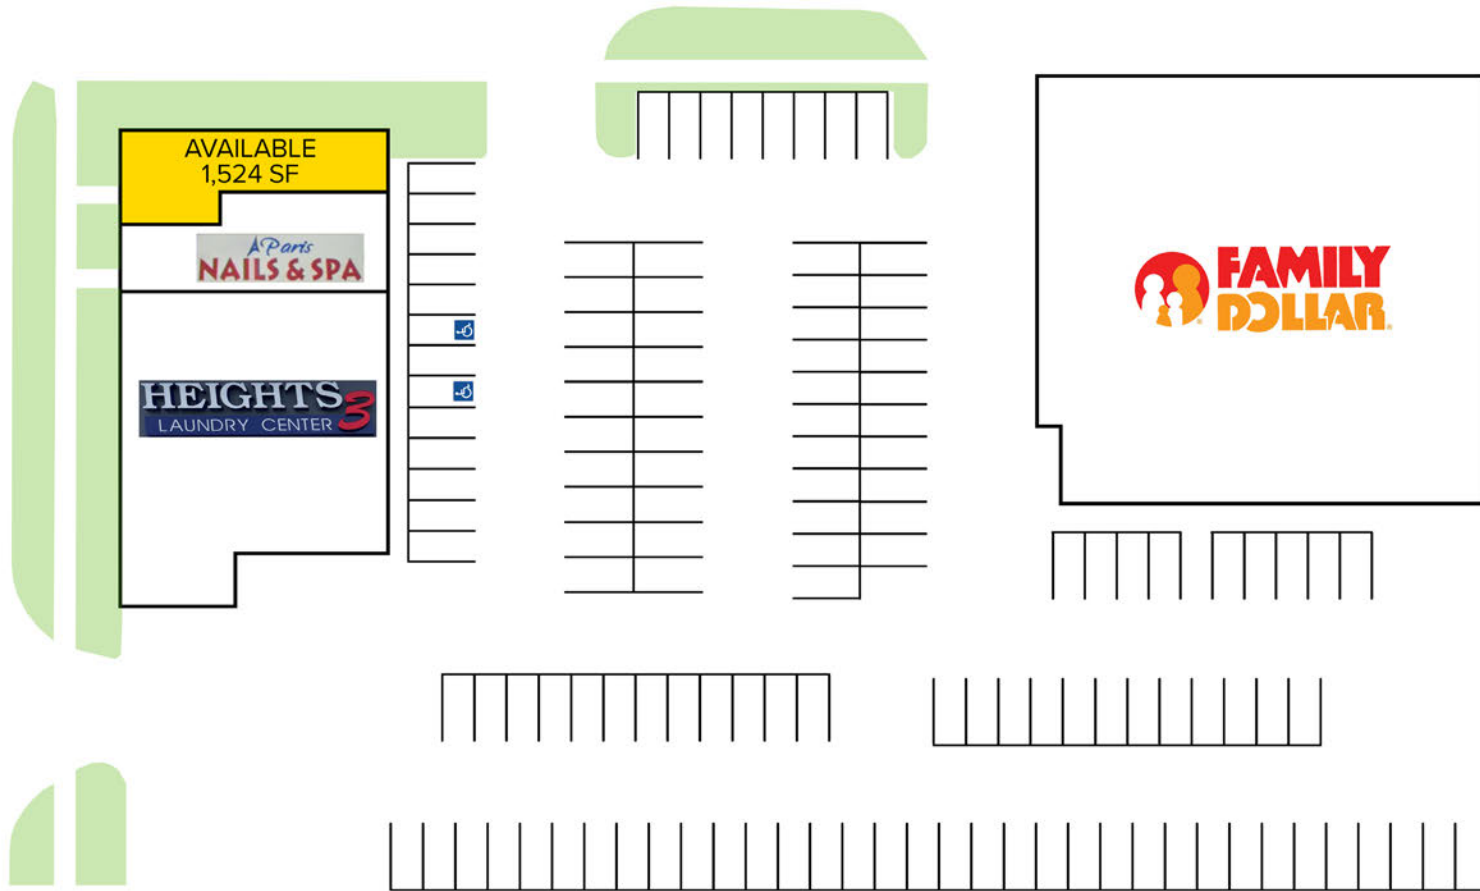 AVAILABLE
1,524 SF
Paris
NAILS & SPA
HEIGHTS 3
LAUNDRY CENTER
FAMILY
DOLLAR.